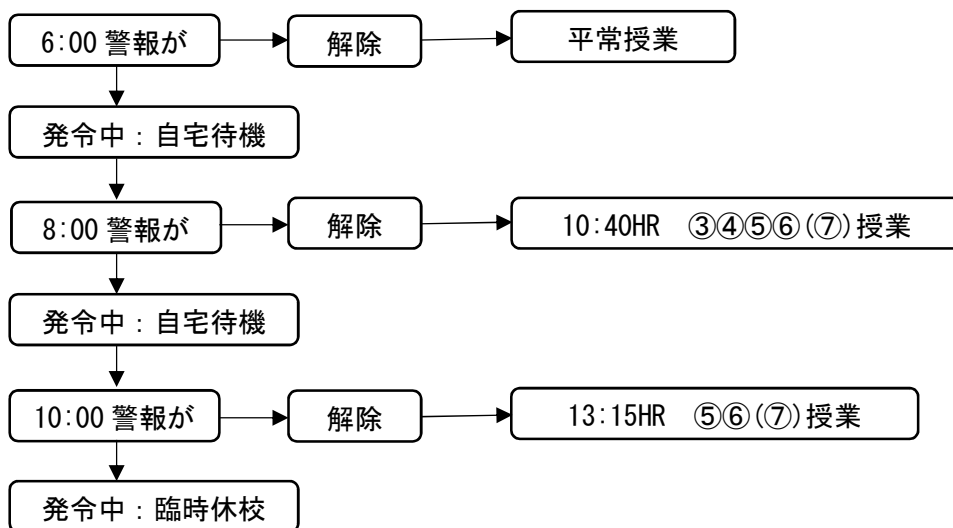 6:00 警報が
解除
平常授業
発令中：自宅待機
8:00 警報が
解除
10:40HR　③④⑤⑥(⑦)授業
発令中：自宅待機
10:00 警報が
解除
13:15HR　⑤⑥(⑦)授業
発令中：臨時休校